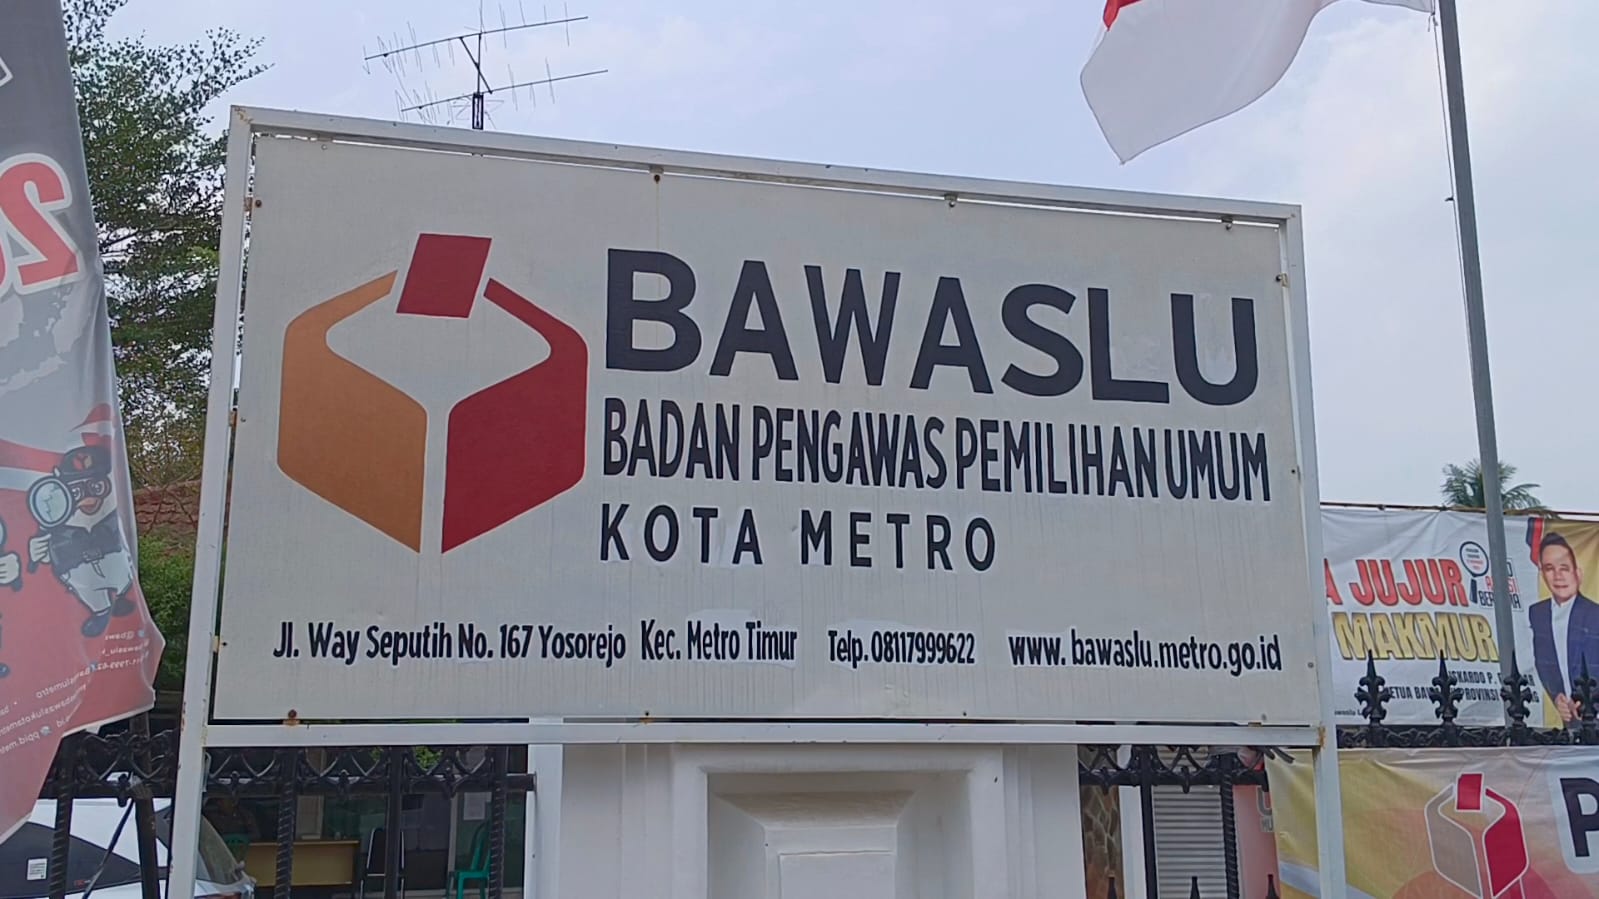 BAWASLU
BADAN PENGAWAS PEMILIHAN UMUM
KOTA METRO
Jl. Way Seputih No. 167 Yosorejo Kec. Metro Timur Telp. 08117999622 www. bawaslu.metro.go.id
JUJUR
MAKMUR
PROVINSI